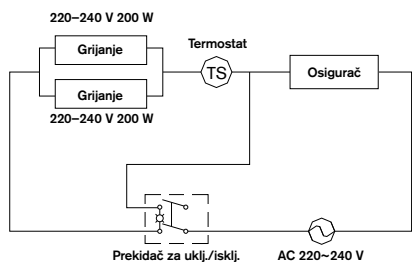 220–240 V 200 W
Grijanje
Termostat
TS
Osigurač
Grijanje
220–240 V 200 W
Prekidač za uklj./isklj.
AC 220~240 V